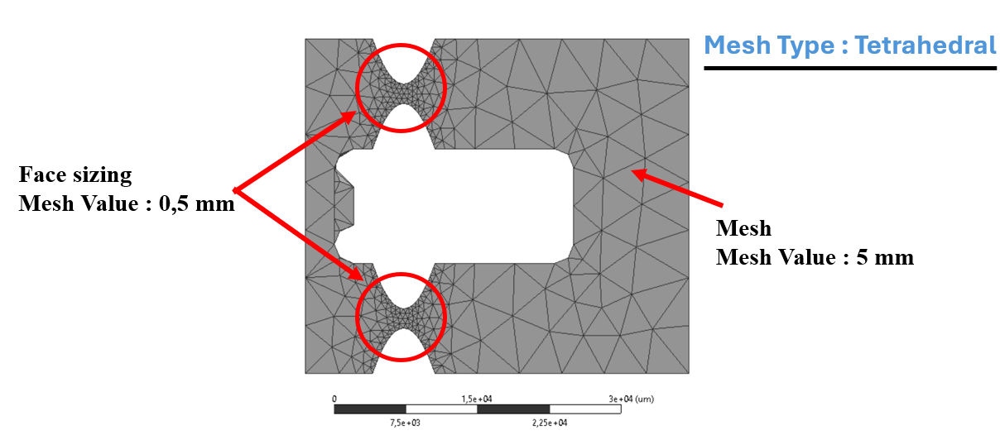 Mesh Type : Tetrahedral
Face sizing
Mesh Value : 0,5 mm
Mesh
Mesh Value : 5 mm
0
1,5e+04
3e+04 (um)
7,5e+03
2,25e+04